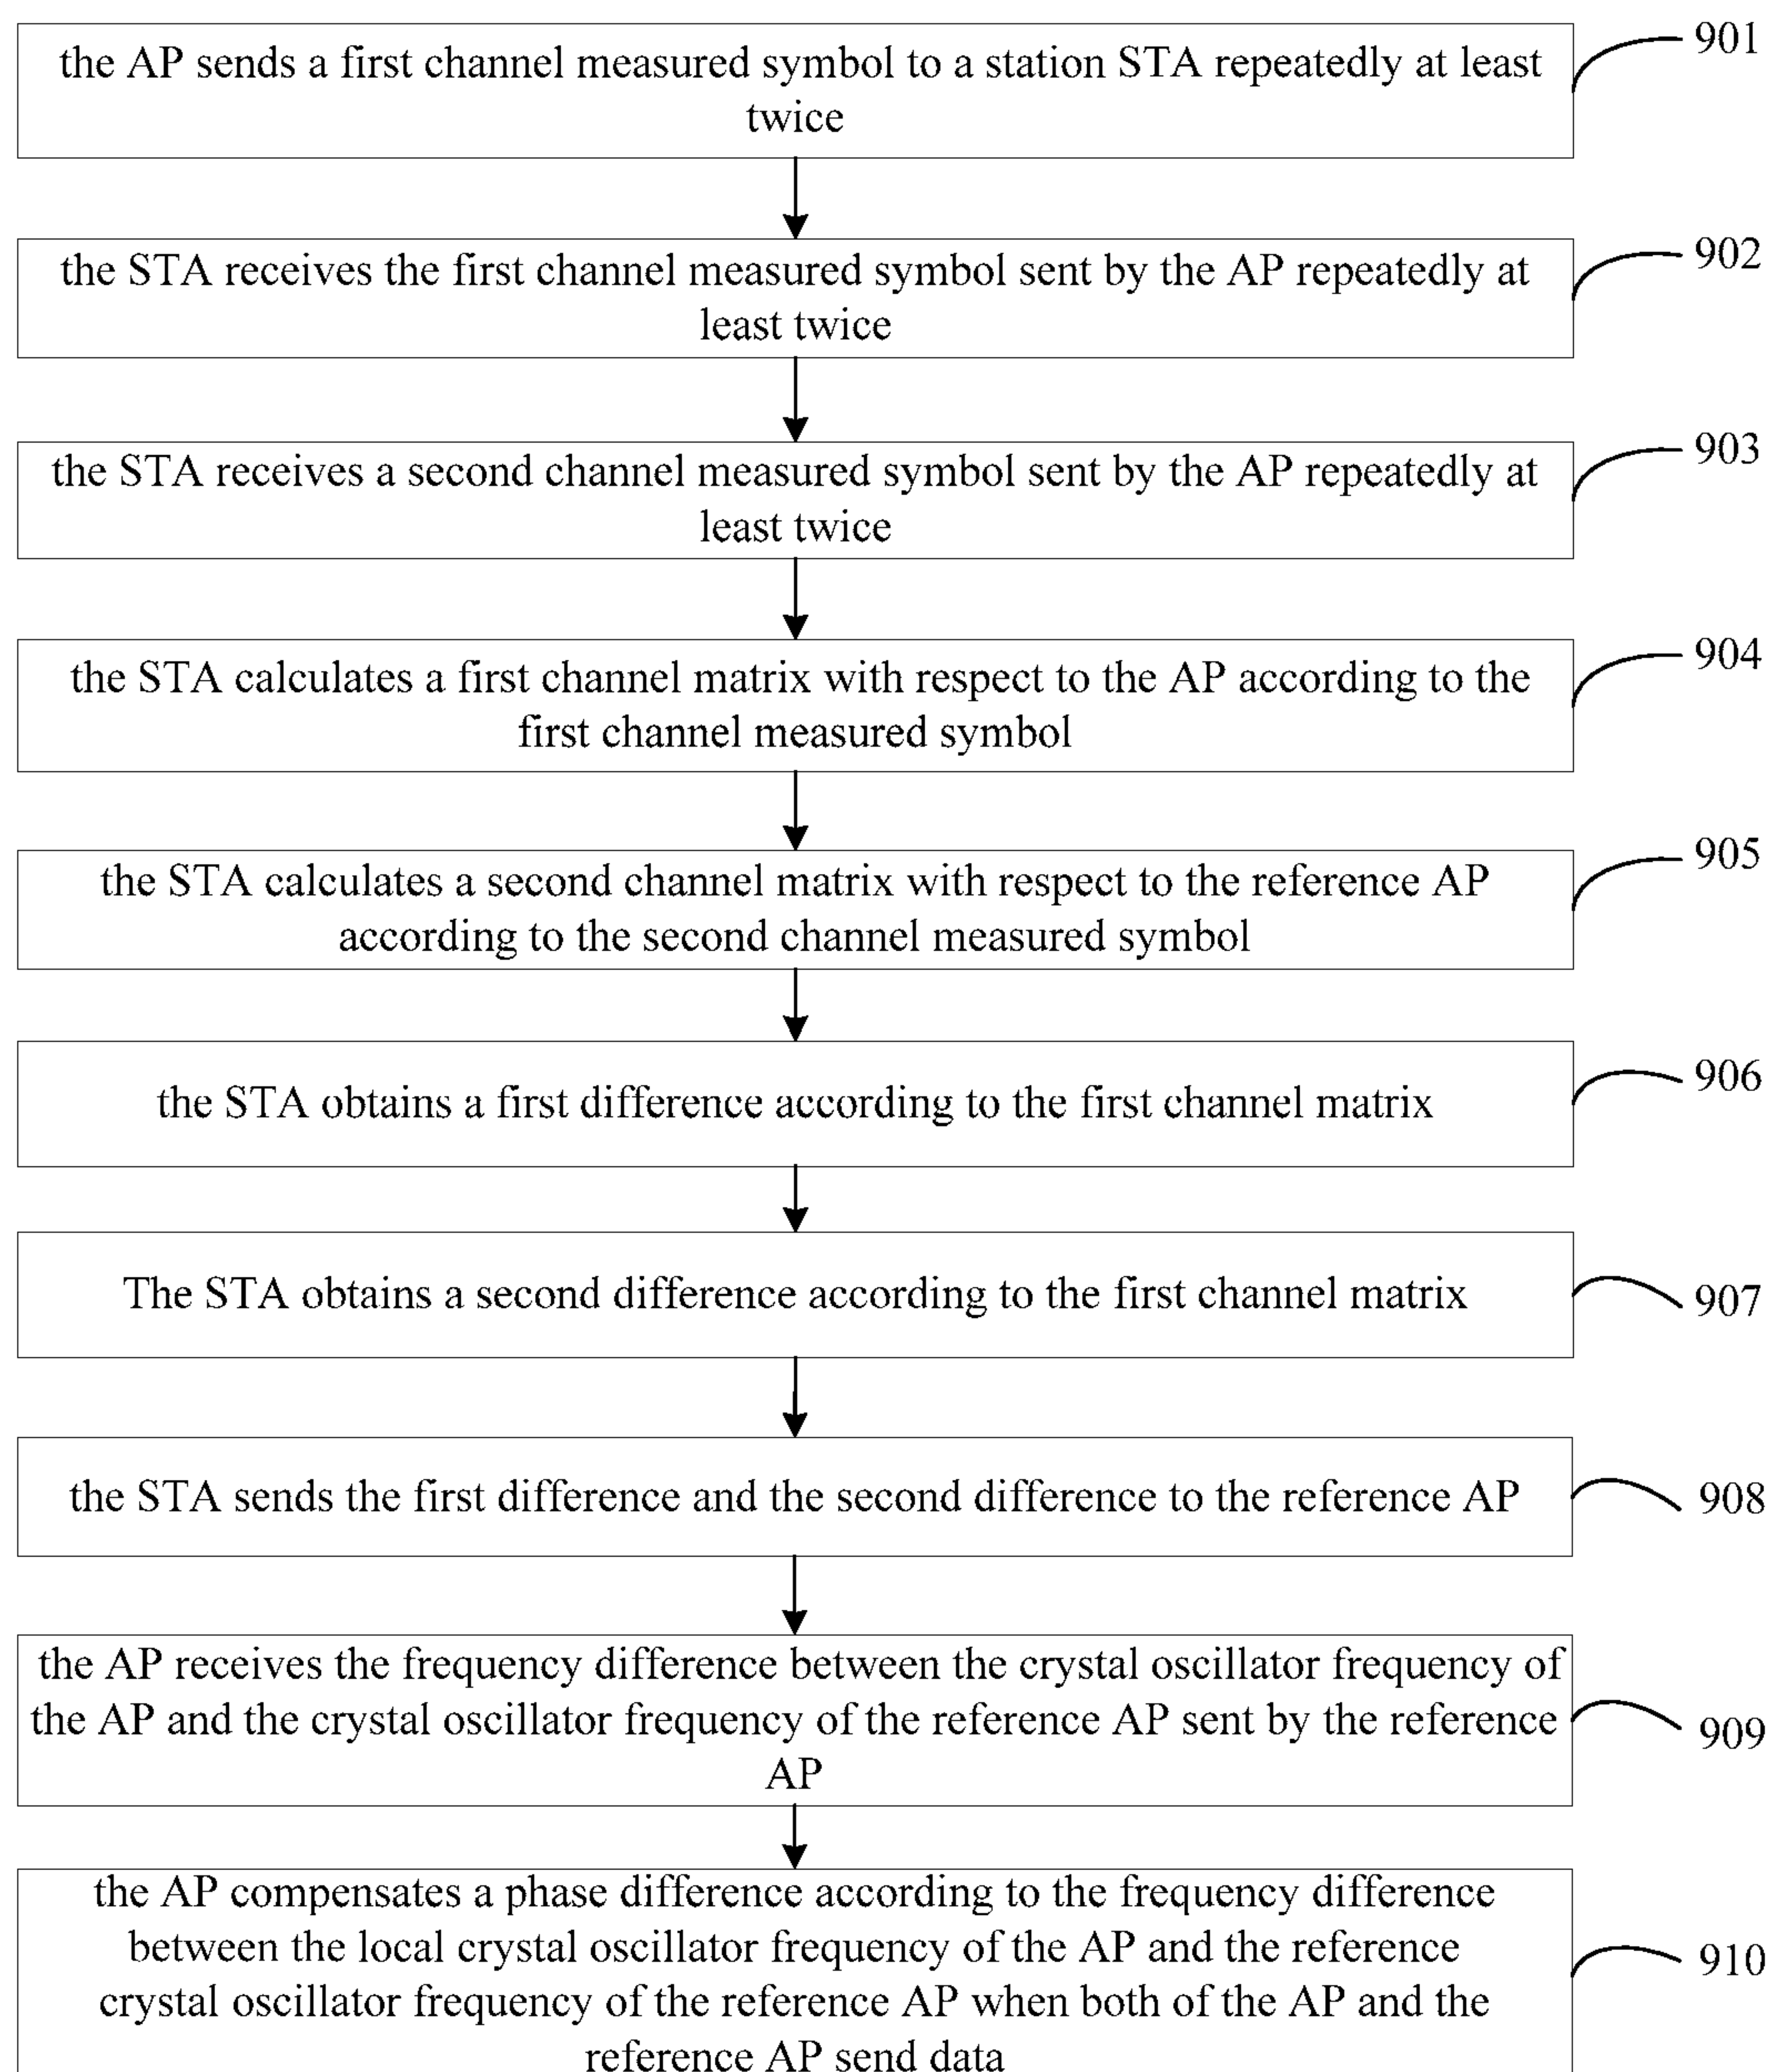 the AP sends a first channel measured symbol to a station STA repeatedly at least
twice
901
the STA receives the first channel measured symbol sent by the AP repeatedly at
least twice
902
the STA receives a second channel measured symbol sent by the AP repeatedly at
least twice
903
the STA calculates a first channel matrix with respect to the AP according to the
first channel measured symbol
904
the STA calculates a second channel matrix with respect to the reference AP
according to the second channel measured symbol
905
the STA obtains a first difference according to the first channel matrix
906
The STA obtains a second difference according to the first channel matrix
907
the STA sends the first difference and the second difference to the reference AP
908
the AP receives the frequency difference between the crystal oscillator frequency of
the AP and the crystal oscillator frequency of the reference AP sent by the reference
AP
909
the AP compensates a phase difference according to the frequency difference
between the local crystal oscillator frequency of the AP and the reference
crystal oscillator frequency of the reference AP when both of the AP and the
reference AP send data
910